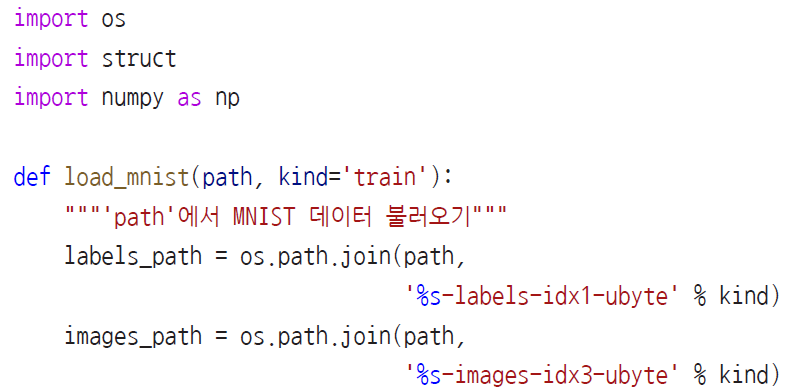 import os
import struct
import numpy as np

def load_mnist(path, kind='train'):
    """'path'에서 MNIST 데이터 불러오기"""
    labels_path = os.path.join(path,
                               '%s-labels-idx1-ubyte' % kind)
    images_path = os.path.join(path,
                               '%s-images-idx3-ubyte' % kind)